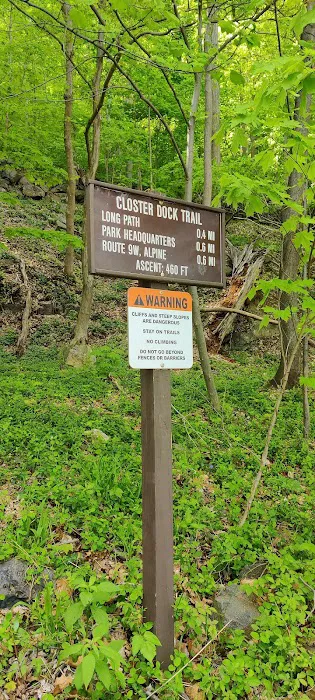 CLOSTER DOCK TRAIL
LONG PATH 0.4 MI
PARK HEADQUARTERS 0.6 MI
ROUTE 9W, ALPINE 0.6 MI
ASCENT: 460 FT
WARNING
CLIFFS AND STEEP SLOPES
ARE DANGEROUS.
STAY ON TRAILS
NO CLIMBING
DO NOT GO BEYOND
FENCES OR BARRIERS